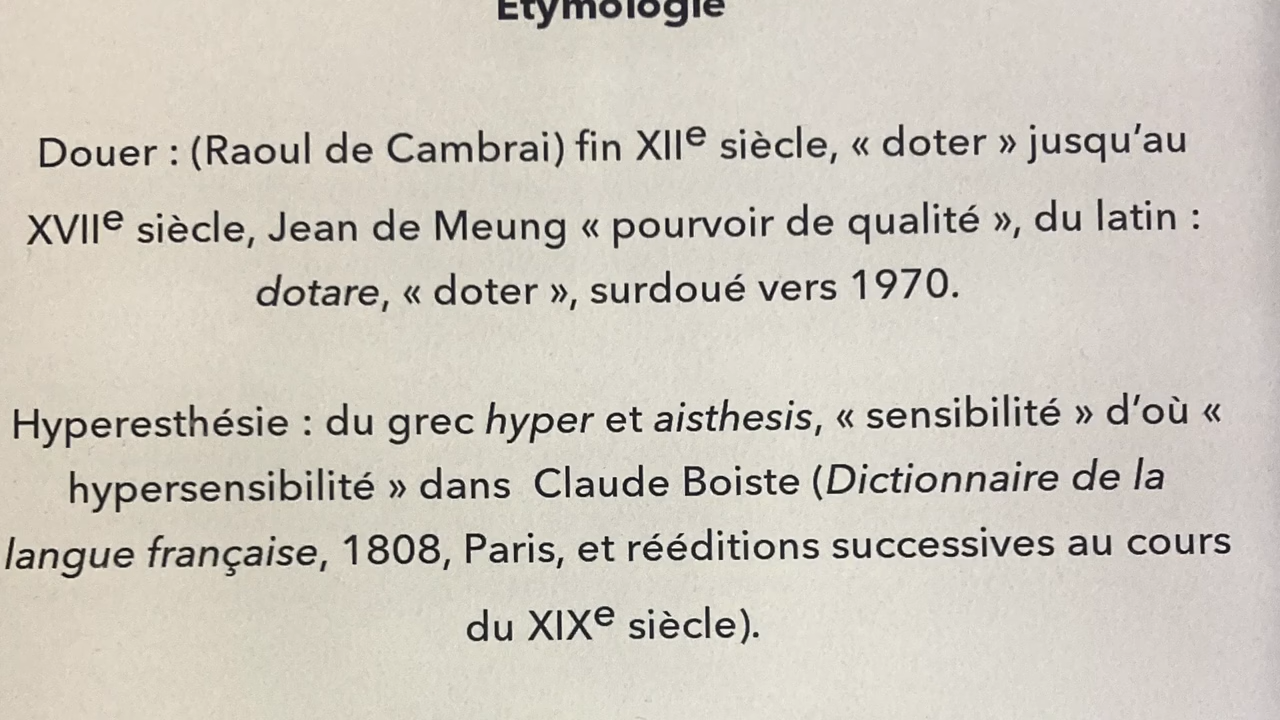 Etymologie
Douer : (Raoul de Cambrai) fin XIIe siècle, « doter » jusqu’au
XVIIe siècle, Jean de Meung « pourvoir de qualité », du latin :
dotare, « doter », surdoué vers 1970.
Hyperesthésie : du grec hyper et aisthesis, « sensibilité » d’où «
hypersensibilité » dans Claude Boiste (Dictionnaire de la
langue française, 1808, Paris, et rééditions successives au cours
du XIXe siècle).